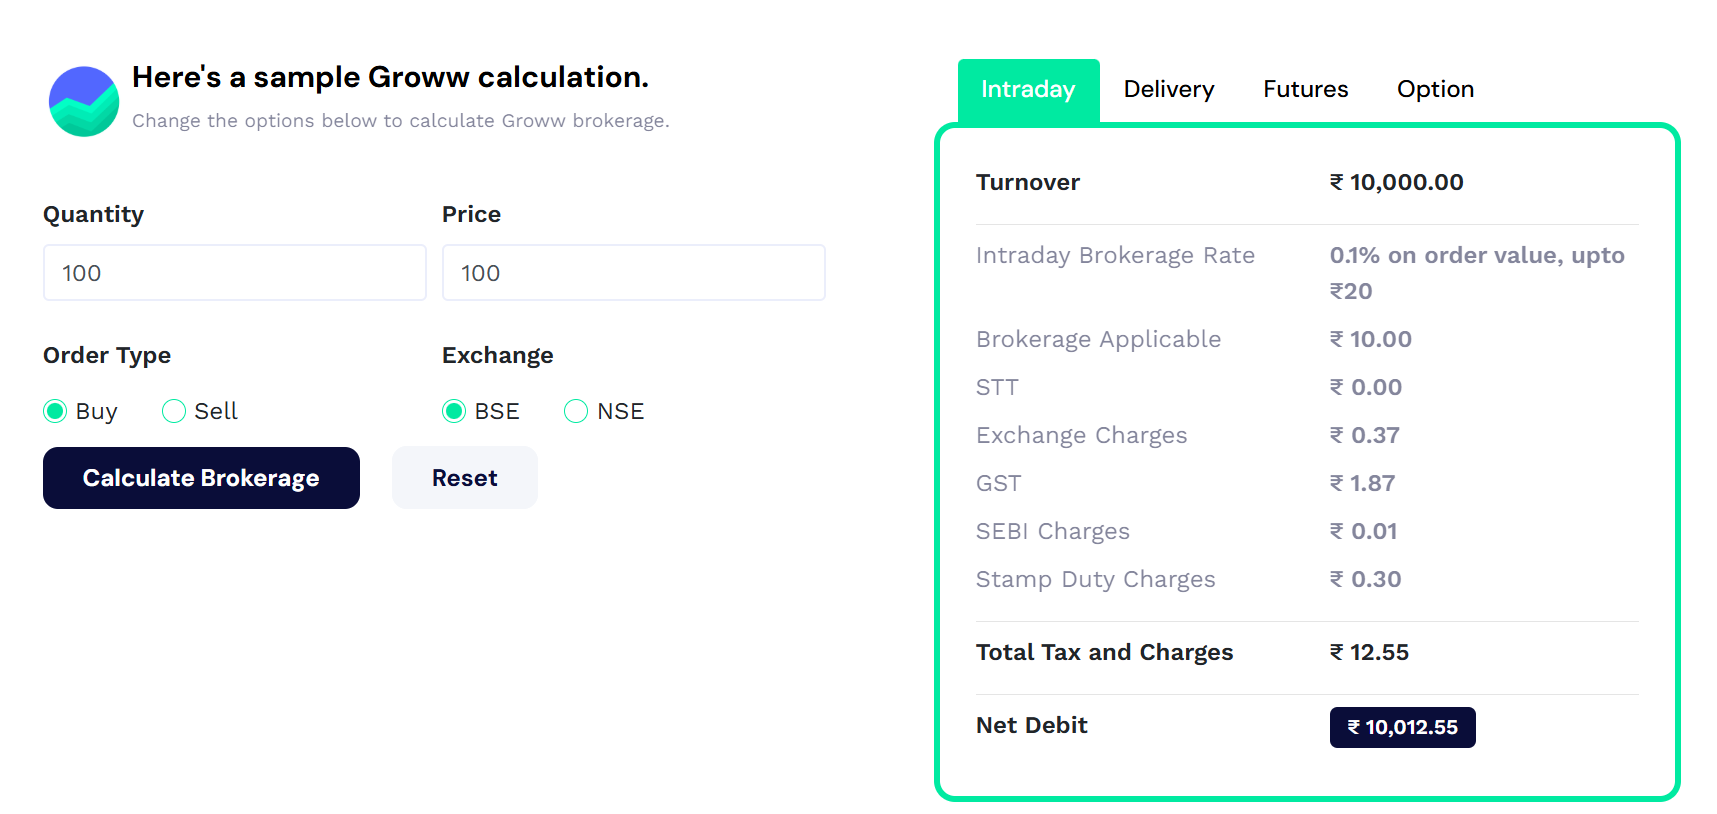 Here's a sample Groww calculation.
Change the options below to calculate Groww brokerage.
Quantity Price
100 100
Order Type Exchange
Buy Sell BSE NSE
Calculate Brokerage Reset
Intraday Delivery Futures Option
Turnover ₹ 10,000.00
Intraday Brokerage Rate 0.1% on order value, upto
₹20
Brokerage Applicable ₹ 10.00
STT ₹ 0.00
Exchange Charges ₹ 0.37
GST ₹ 1.87
SEBI Charges ₹ 0.01
Stamp Duty Charges ₹ 0.30
Total Tax and Charges ₹ 12.55
Net Debit ₹ 10,012.55